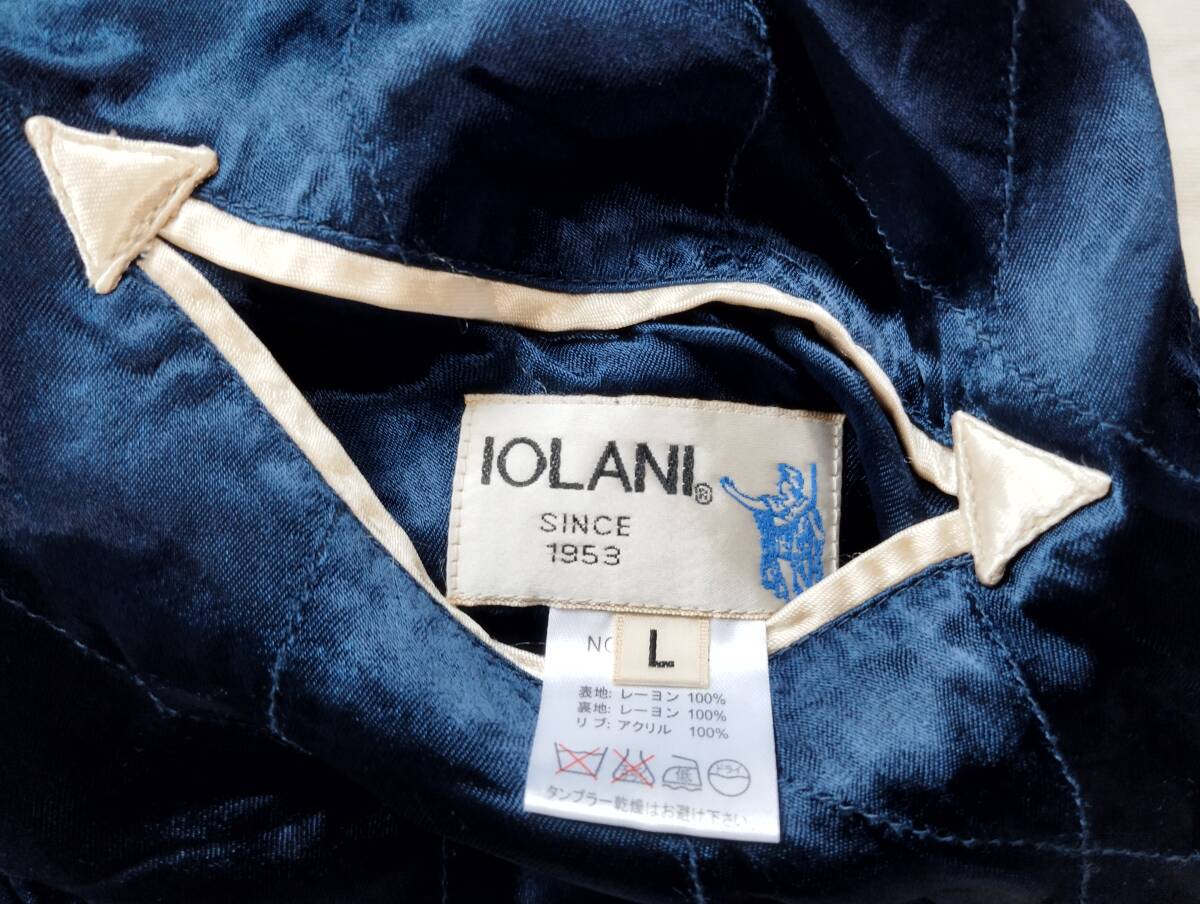 IOLANI®
SINCE
1953
L
表地: レーヨン 100%
裏地: レーヨン 100%
リブ: アクリル 100%
低 ドライ
タンブラー乾燥はお避け下さい